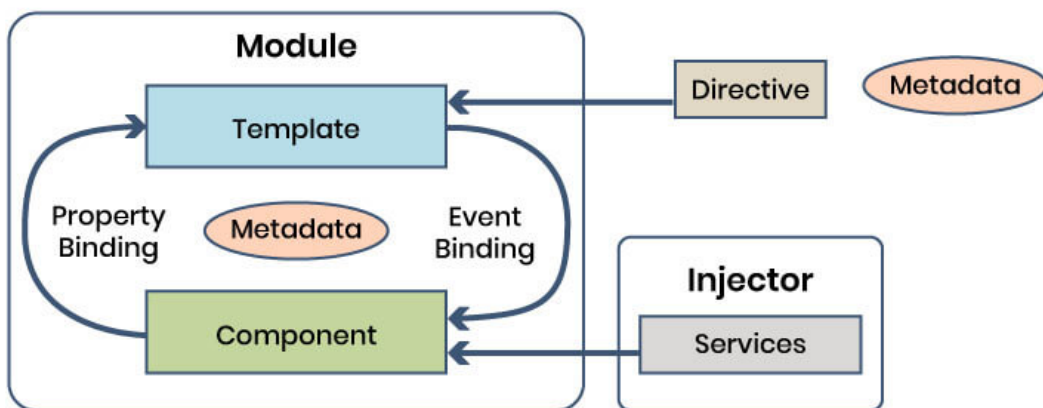 Module
Template
Directive
Metadata
Property
Binding
Metadata
Event
Binding
Component
Injector
Services